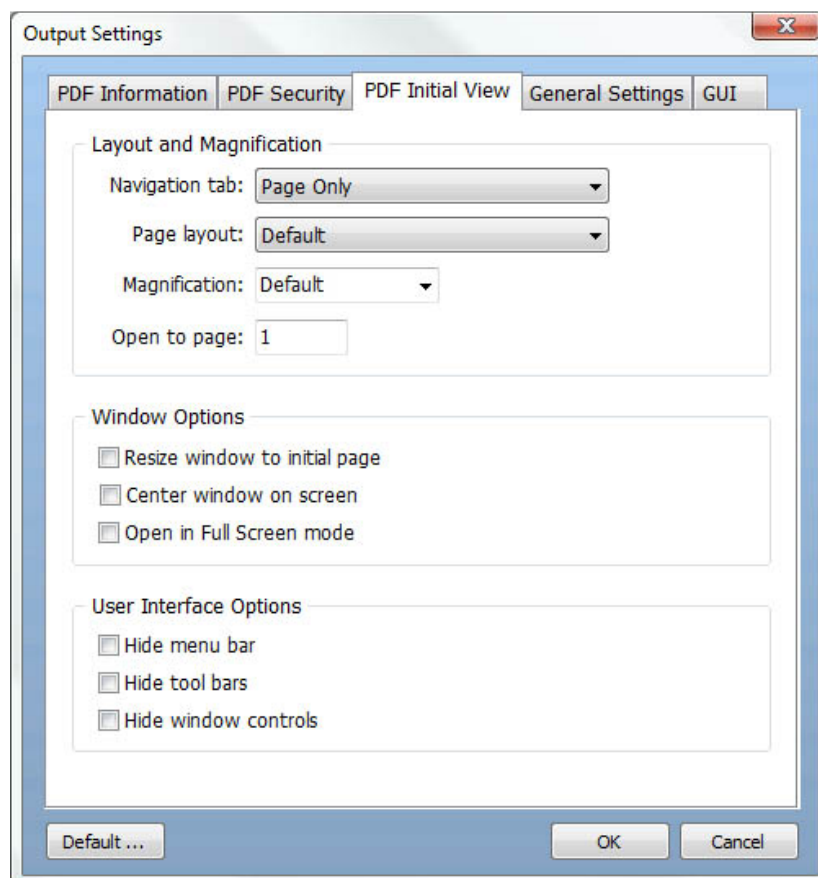 Output Settings
PDF Information PDF Security PDF Initial View General Settings GUI
Layout and Magnification
Navigation tab: Page Only
Page layout: Default
Magnification: Default
Open to page: 1
Window Options
Resize window to initial page
Center window on screen
Open in Full Screen mode
User Interface Options
Hide menu bar
Hide tool bars
Hide window controls
Default ... OK Cancel